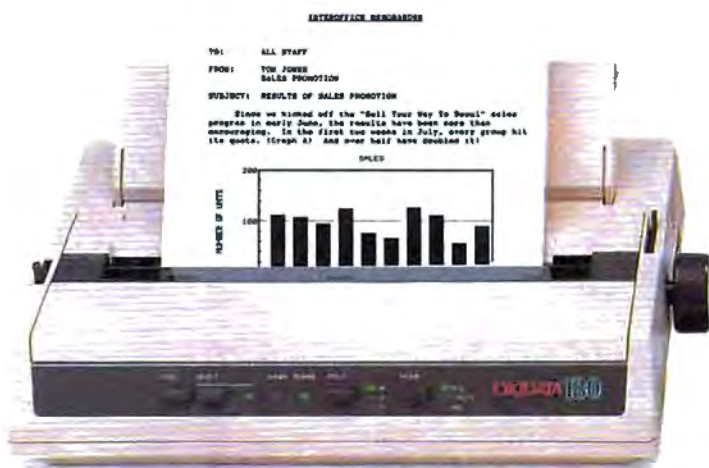 INTEROFFICE MEMORANDUM
TO: ALL STAFF
FROM: TOM JONES
SALES PROMOTION
SUBJECT: RESULTS OF SALES PROMOTION
Since we kicked off the "Sell Your Way To Seoul" sales
program in early June, the results have been more than
encouraging. In the first two weeks in July, every group hit
its quota. (Graph A) And over half have doubled it!
SALES
200
NUMBER OF UNITS
100
OKIDATA 180